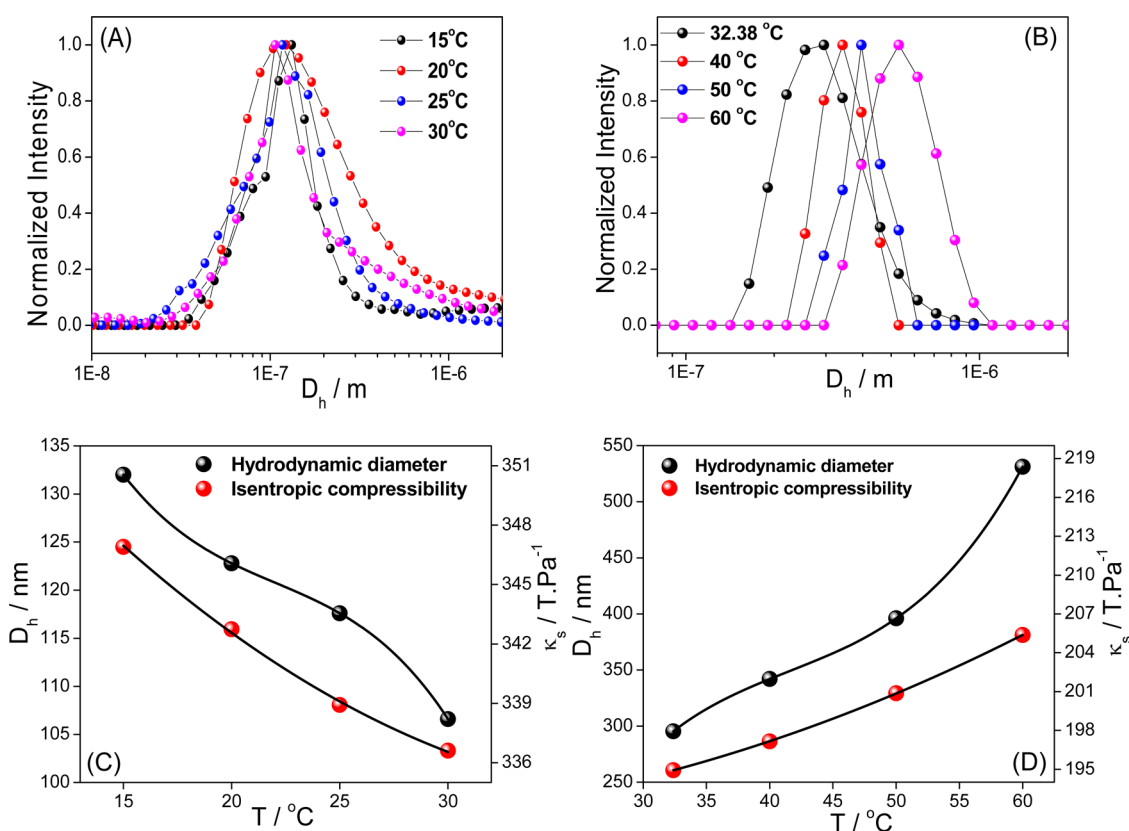 (A)
15°C
20°C
25°C
30°C
Normalized Intensity
1.0
0.8
0.6
0.4
0.2
0.0
1E-8
1E-7
1E-6
D_h / m
(B)
32.38 °C
40 °C
50 °C
60 °C
Normalized Intensity
1.0
0.8
0.6
0.4
0.2
0.0
1E-7
1E-6
D_h / m
(C)
Hydrodynamic diameter
Isentropic compressibility
D_h / nm
135
130
125
120
115
110
105
100
κ_s / T.Pa⁻¹
351
348
345
342
339
336
15
20
25
30
T / °C
(D)
Hydrodynamic diameter
Isentropic compressibility
D_h / nm
550
500
450
400
350
300
250
κ_s / T.Pa⁻¹
219
216
213
210
207
204
201
198
195
30
40
50
60
T / °C